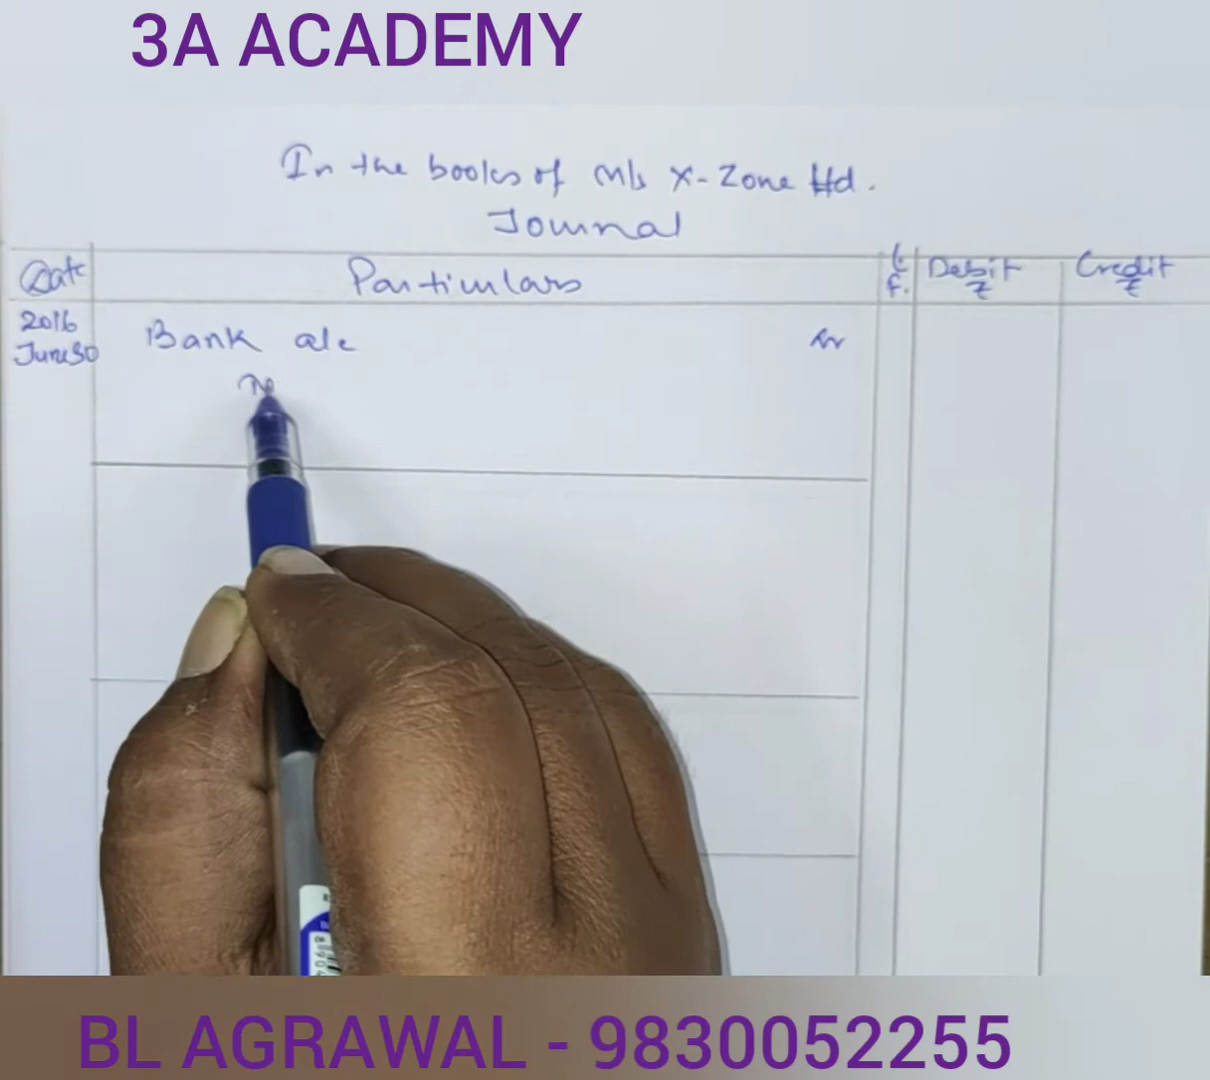 3A ACADEMY
In the books of M/s X-Zone Ltd.
Journal
Date Particulars L.F. Debit ₹ Credit ₹
2016
June 30 Bank a/c Dr
BL AGRAWAL - 9830052255